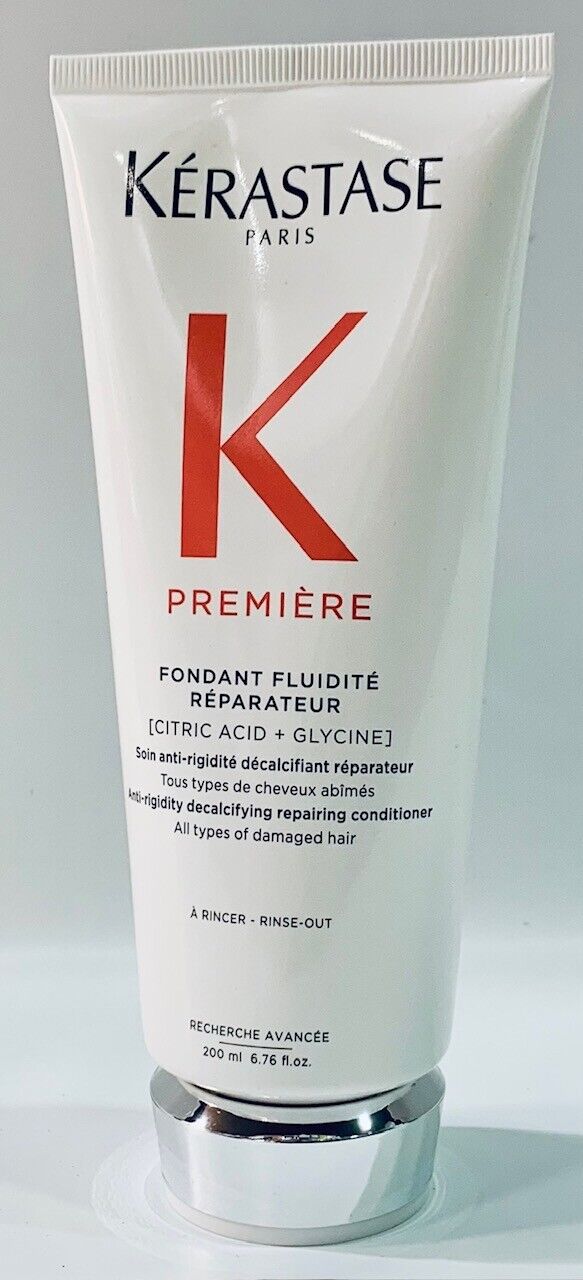 KÉRASTASE
PARIS
K
PREMIÈRE
FONDANT FLUIDITÉ
RÉPARATEUR
[CITRIC ACID + GLYCINE]
Soin anti-rigidité décalcifiant réparateur
Tous types de cheveux abîmés
Anti-rigidity decalcifying repairing conditioner
All types of damaged hair
À RINCER - RINSE-OUT
RECHERCHE AVANCÉE
200 ml 6.76 fl.oz.